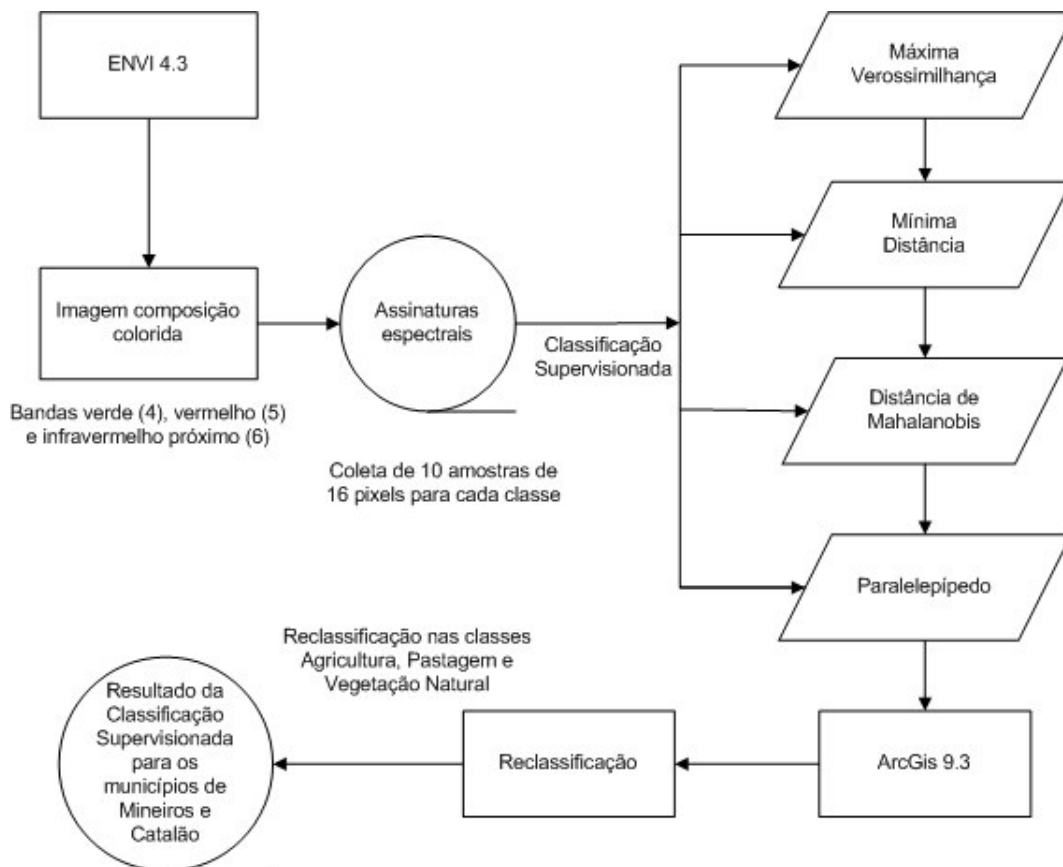 ENVI 4.3
Máxima
Verossimilhança
Mínima
Distância
Imagem composição
colorida
Assinaturas
espectrais
Classificação
Supervisionada
Distância de
Mahalanobis
Bandas verde (4), vermelho (5)
e infravermelho próximo (6)
Coleta de 10 amostras de
16 pixels para cada classe
Paralelepípedo
Reclassificação nas classes
Agricultura, Pastagem e
Vegetação Natural
Resultado da
Classificação
Supervisionada
para os
municípios de
Mineiros e
Catalão
Reclassificação
ArcGis 9.3